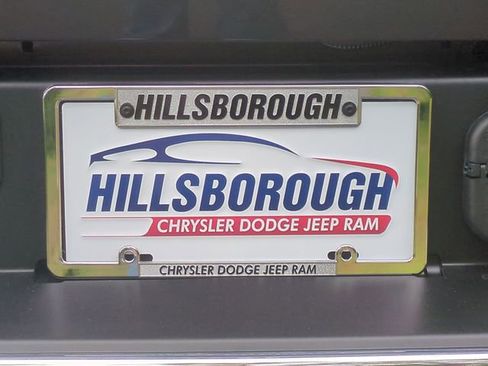 HILLSBOROUGH
HILLSBOROUGH
CHRYSLER DODGE JEEP RAM
CHRYSLER DODGE JEEP RAM